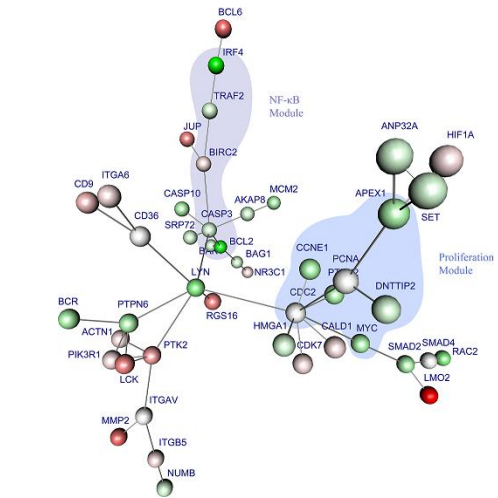 BCL6
IRF4
TRAF2
NF-κB
Module
ANP32A
HIF1A
JUP
BIRC2
ITGA6
CD9
CASP10
AKAP8
MCM2
APEX1
SET
CD36
SRP72
CASP3
BCL2
BAG1
NR3C1
CCNE1
PCNA
Proliferation
Module
LYN
CDC2
DNTTIP2
BCR
PTPN6
RGS16
HMGA1
CALD1
MYC
ACTN1
PIK3R1
PTK2
CDK7
SMAD2
SMAD4
RAC2
LCK
LMO2
ITGAV
MMP2
ITGB5
NUMB